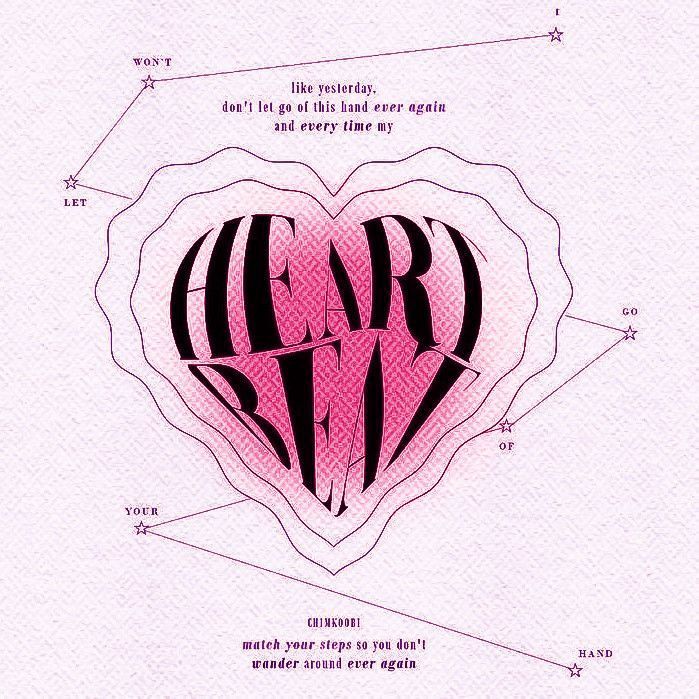 I
WON'T
like yesterday,
don't let go of this hand ever again
and every time my
LET
HEART
BEAT
GO
OF
YOUR
CHIMKOOBI
match your steps so you don't
wander around ever again
HAND